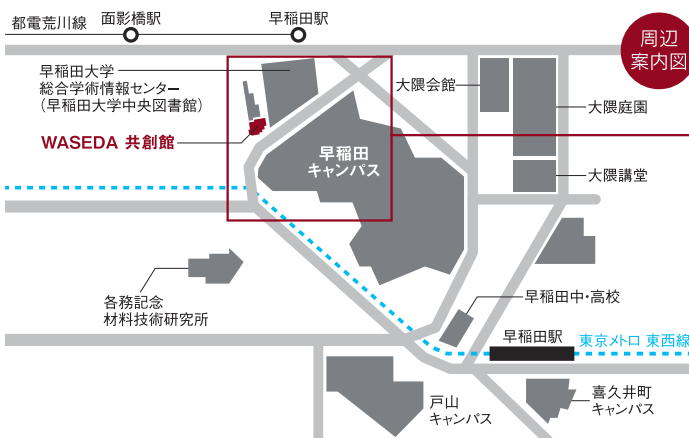 都電荒川線
面影橋駅
早稲田駅
周辺
案内図
早稲田大学
総合学術情報センター
（早稲田大学中央図書館）
大隈会館
大隈庭園
WASEDA 共創館
早稲田
キャンパス
大隈講堂
各務記念
材料技術研究所
早稲田中・高校
早稲田駅
東京メトロ 東西線
戸山
キャンパス
喜久井町
キャンパス